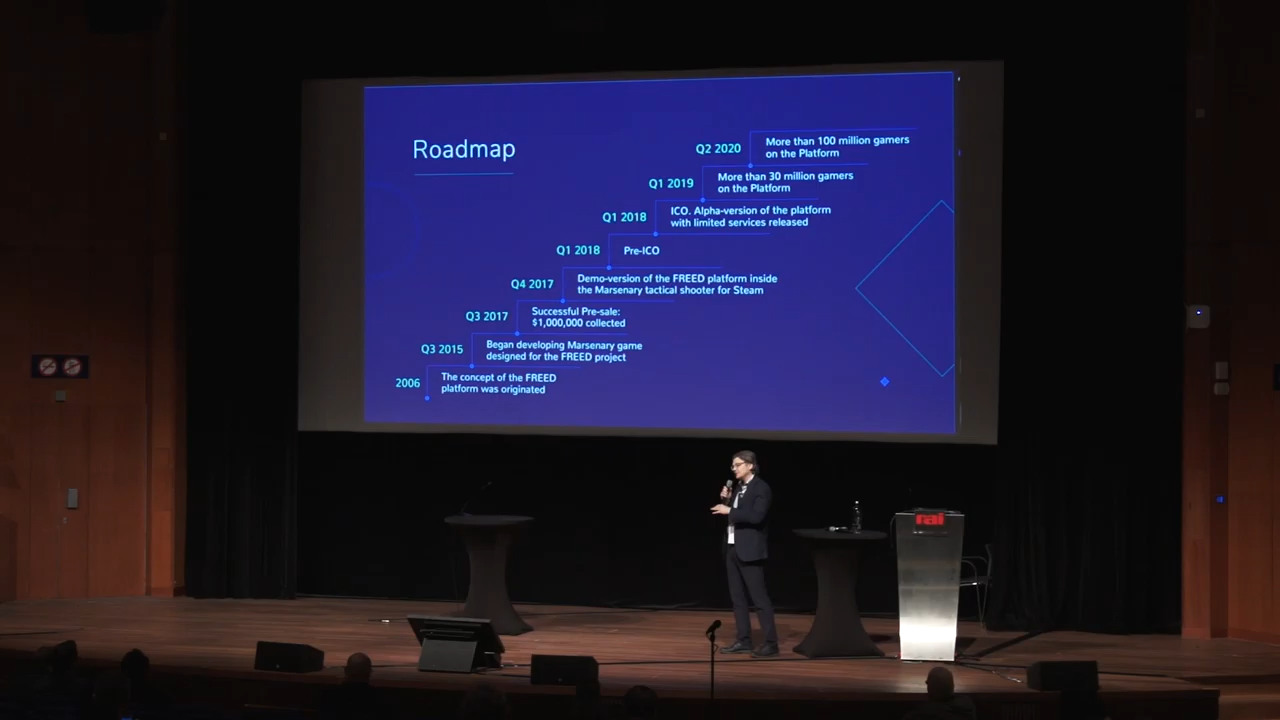 Roadmap
Q2 2020
More than 100 million gamers
on the Platform
Q1 2019
More than 30 million gamers
on the Platform
Q1 2018
ICO. Alpha-version of the platform
with limited services released
Q1 2018
Pre-ICO
Q4 2017
Demo-version of the FREED platform inside
the Marsenary tactical shooter for Steam
Q3 2017
Successful Pre-sale:
$1,000,000 collected
Q3 2015
Began developing Marsenary game
designed for the FREED project
2006
The concept of the FREED
platform was originated
rai